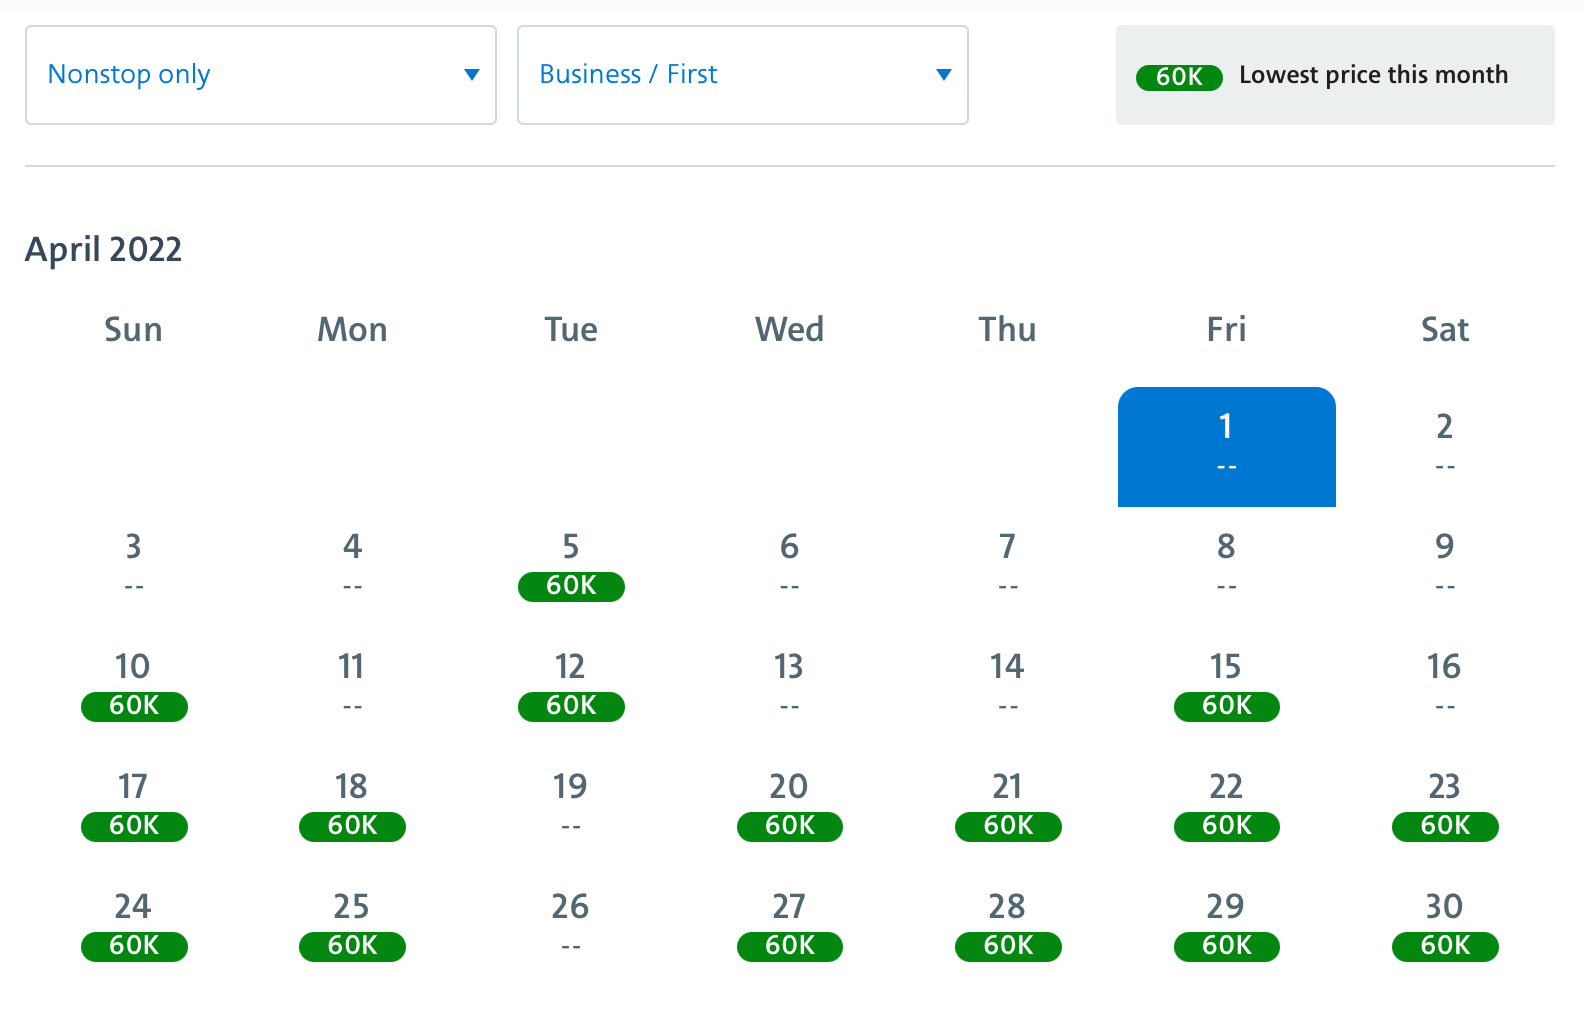 Nonstop only
Business / First
60K Lowest price this month
April 2022
Sun Mon Tue Wed Thu Fri Sat
1 2
-- --
3 4 5 6 7 8 9
-- -- 60K -- -- -- --
10 11 12 13 14 15 16
60K -- 60K -- -- 60K --
17 18 19 20 21 22 23
60K 60K -- 60K 60K 60K 60K
24 25 26 27 28 29 30
60K 60K -- 60K 60K 60K 60K